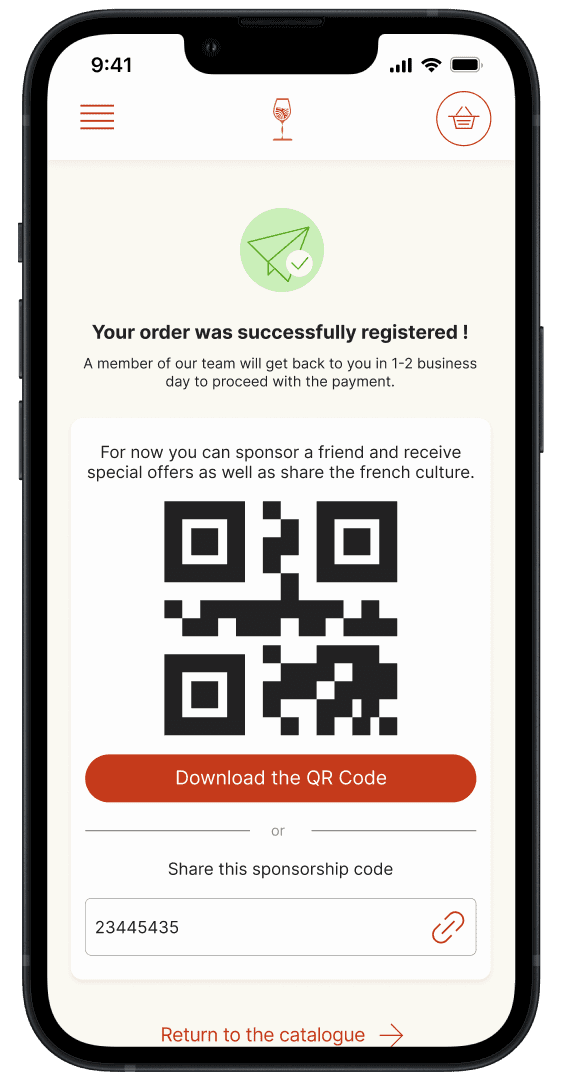 9:41
Your order was successfully registered !
A member of our team will get back to you in 1-2 business
day to proceed with the payment.
For now you can sponsor a friend and receive
special offers as well as share the french culture.
Download the QR Code
or
Share this sponsorship code
23445435
Return to the catalogue